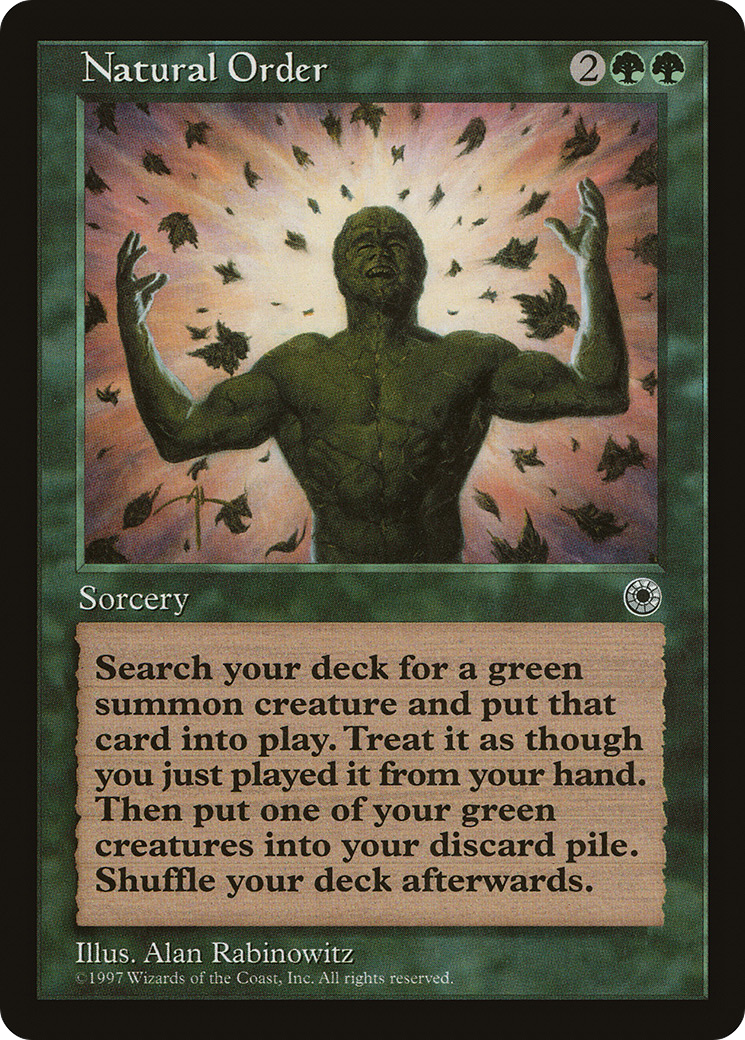 Natural Order 2
Sorcery
Search your deck for a green
summon creature and put that
card into play. Treat it as though
you just played it from your hand.
Then put one of your green
creatures into your discard pile.
Shuffle your deck afterwards.
Illus. Alan Rabinowitz
©1997 Wizards of the Coast, Inc. All rights reserved.